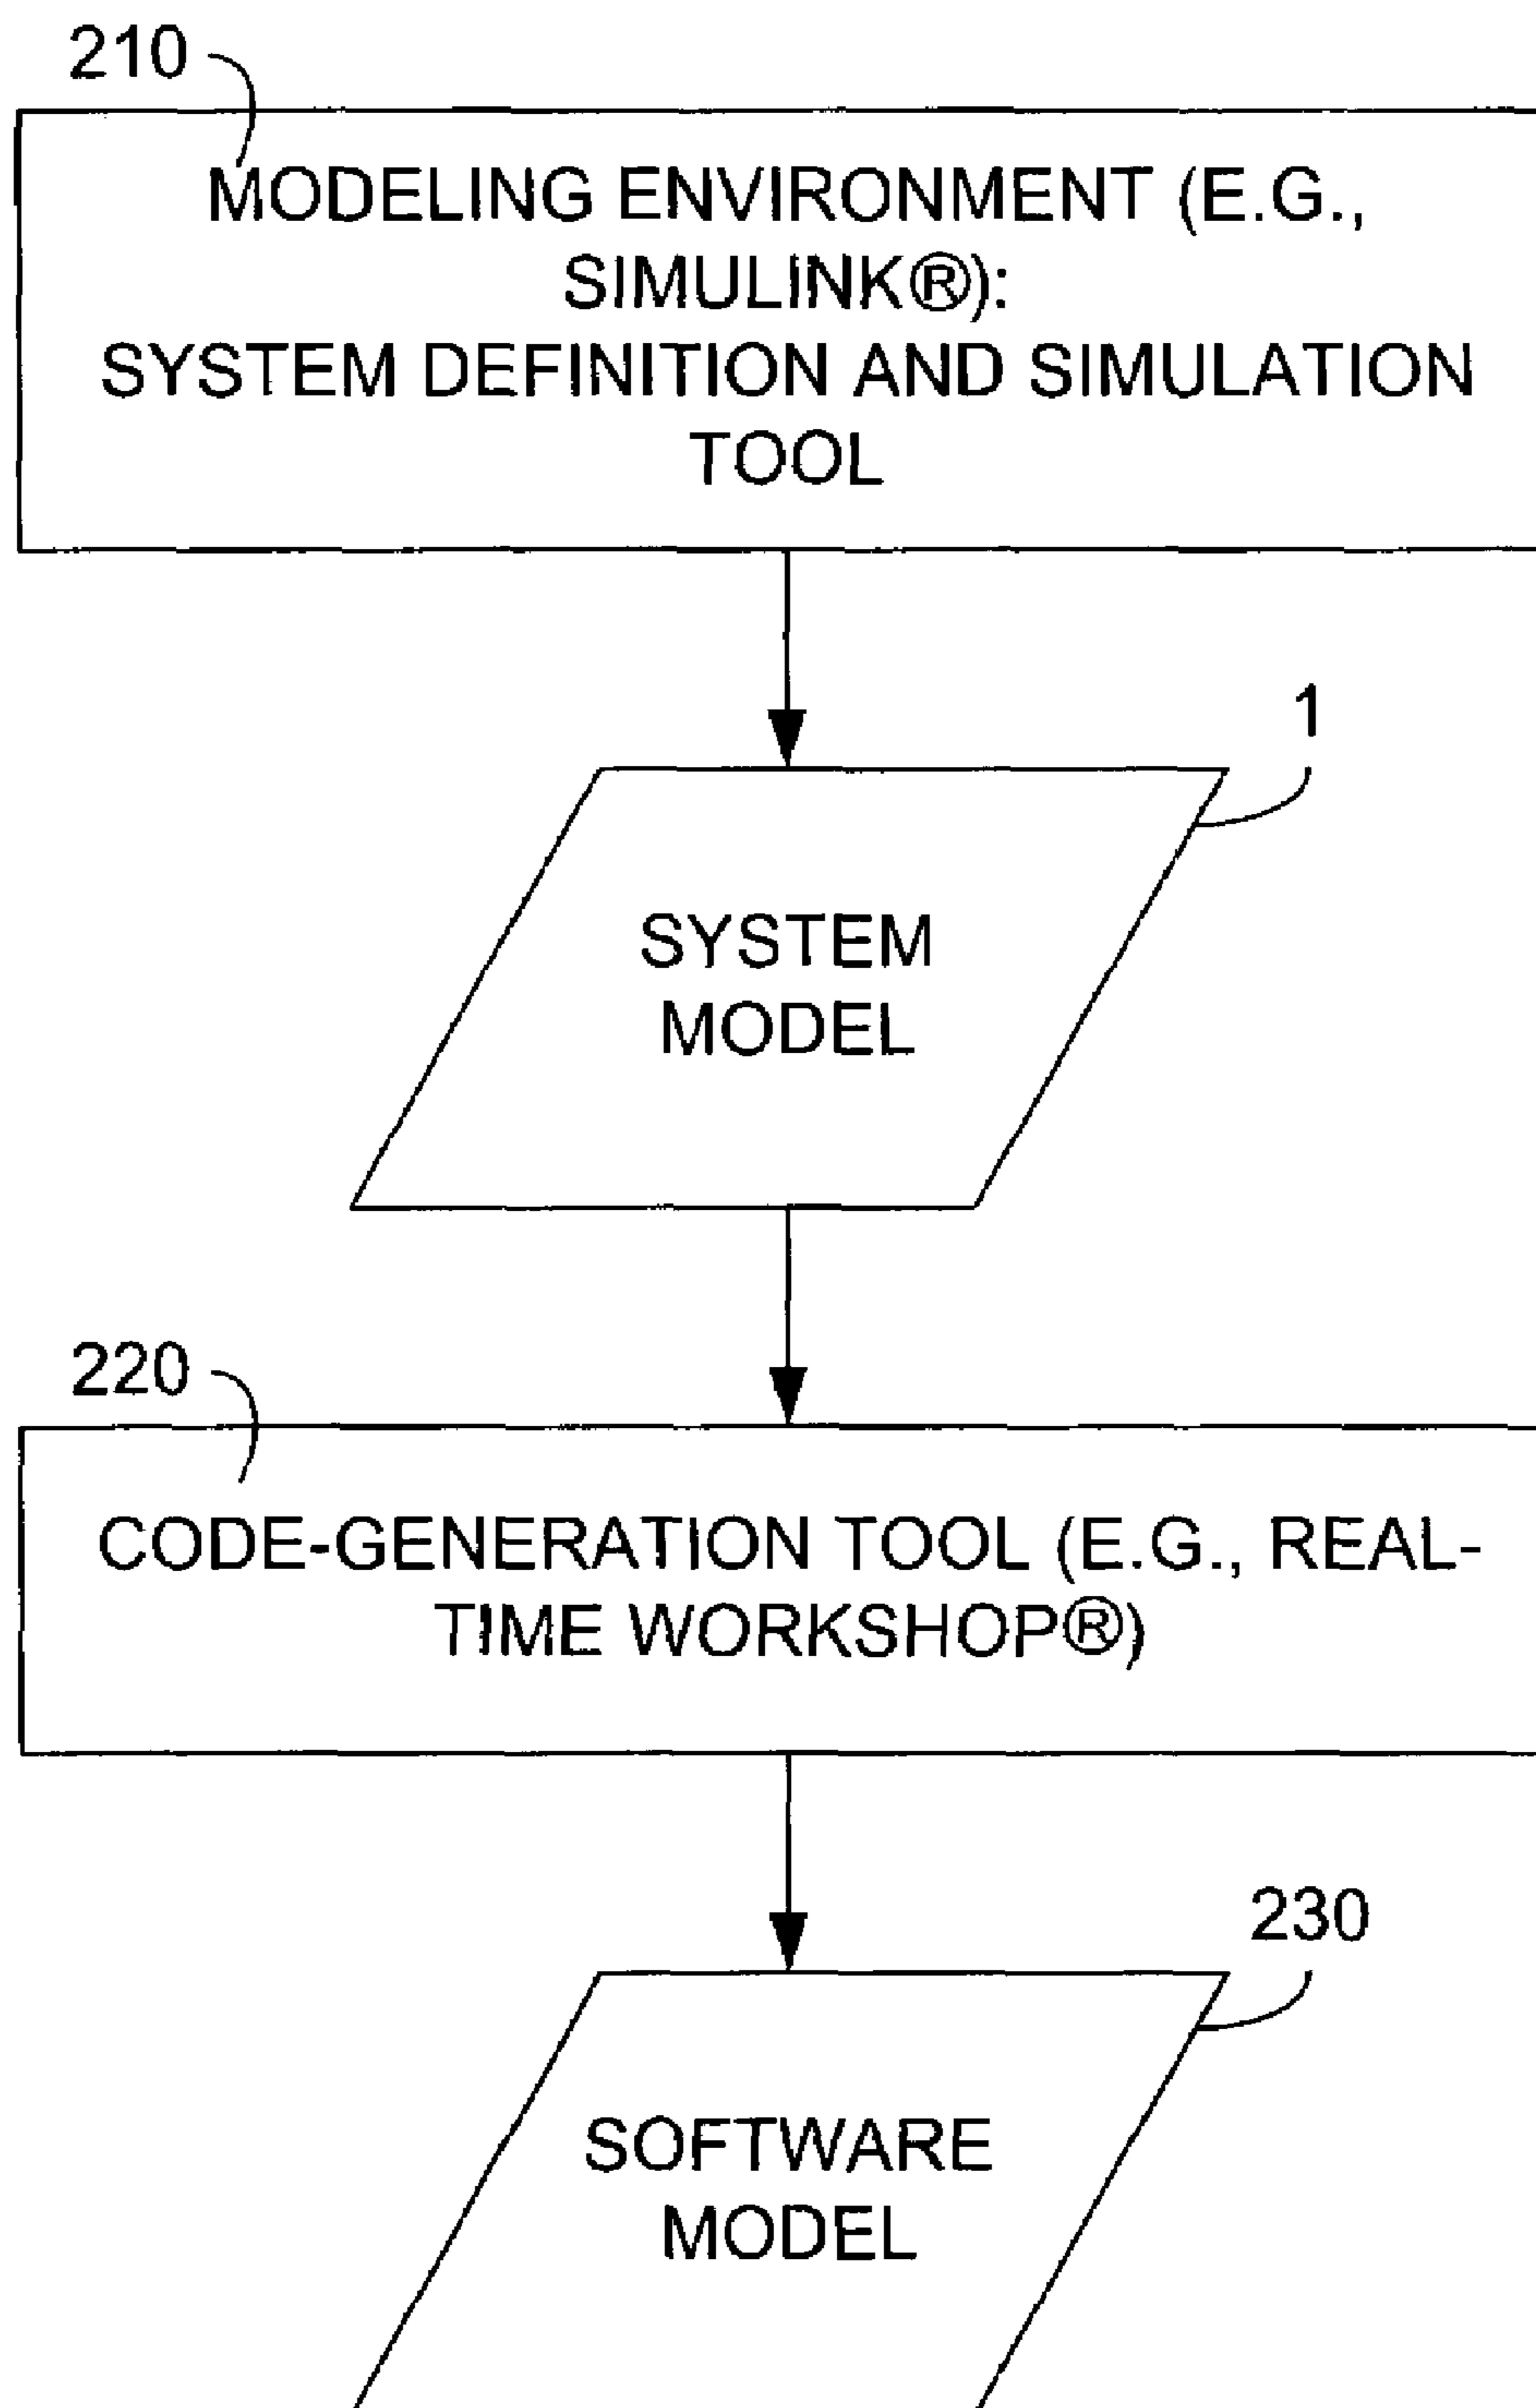 210
MODELING ENVIRONMENT (E.G.,
SIMULINK®):
SYSTEM DEFINITION AND SIMULATION
TOOL
1
SYSTEM
MODEL
220
CODE-GENERATION TOOL (E.G., REAL-
TIME WORKSHOP®)
230
SOFTWARE
MODEL